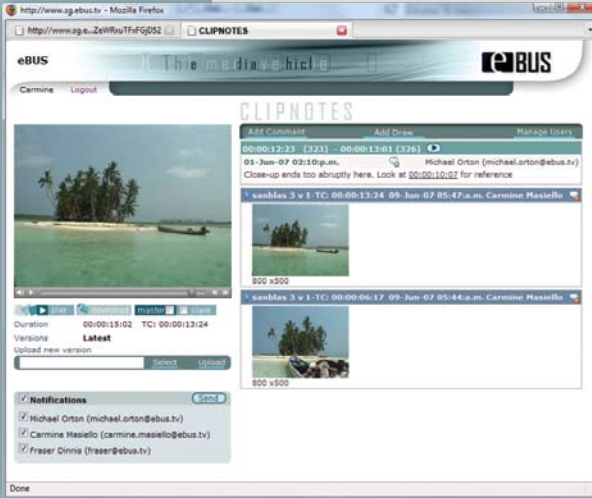 http://www.sg.ebus.tv - Mozilla Firefox
http://www.sg.e...ZeWRxuTFxFGjD52
CLIPNOTES
eBUS
The mediavehicle
eBUS
Carmine Logout
CLIPNOTES
Add Comment Add Draw Manage Users
00:00:12:23 (323) - 00:00:13:01 (326)
01-Jun-07 02:10:p.m. Michael Orton (michael.orton@ebus.tv)
Close-up ends too abruptly here. Look at 00:00:10:07 for reference
sanblas 3 v 1-TC: 00:00:13:24 09-Jun-07 05:47:a.m. Carmine Masiello
800 x500
sanblas 3 v 1-TC: 00:00:06:17 09-Jun-07 05:44:a.m. Carmine Masiello
800 x500
play download master share
Duration 00:00:15:02 TC: 00:00:13:24
Versions Latest
Upload new version
Select Upload
Notifications Send
Michael Orton (michael.orton@ebus.tv)
Carmine Masiello (carmine.masiello@ebus.tv)
Fraser Dinnis (fraser@ebus.tv)
Done